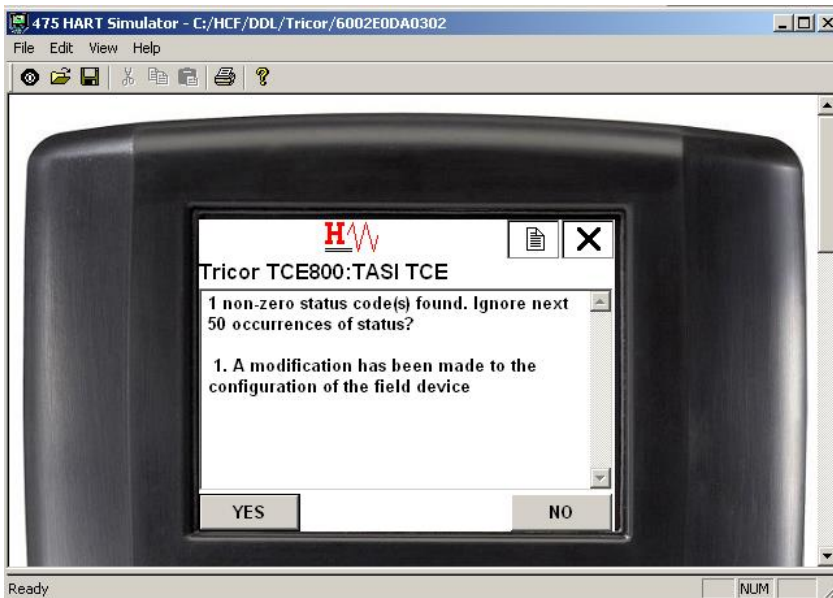 475 HART Simulator - C:/HCF/DDL/Tricor/6002E0DA0302
File Edit View Help
H
Tricor TCE800:TASI TCE
1 non-zero status code(s) found. Ignore next
50 occurrences of status?
1. A modification has been made to the
configuration of the field device
YES NO
Ready NUM